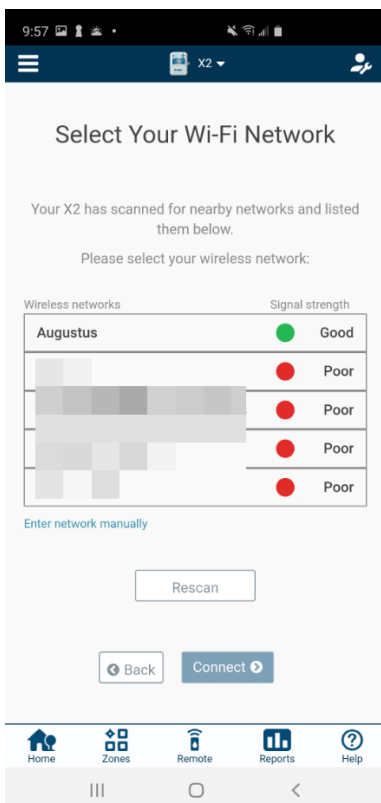 9:57
X2
Select Your Wi-Fi Network
Your X2 has scanned for nearby networks and listed
them below.
Please select your wireless network:
Wireless networks Signal strength
Augustus Good
Poor
Poor
Poor
Poor
Enter network manually
Rescan
Back Connect
Home Zones Remote Reports Help